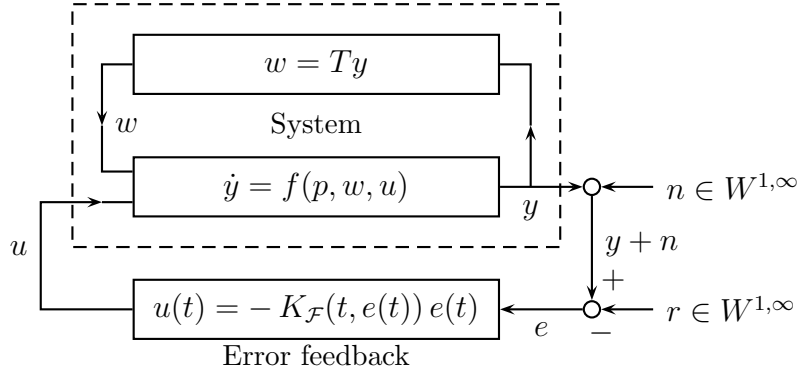 w = Ty
w
System
ẏ = f(p, w, u)
y
n ∈ W^{1,∞}
u
y + n
+
u(t) = − K_ℱ(t, e(t)) e(t)
e
−
r ∈ W^{1,∞}
Error feedback